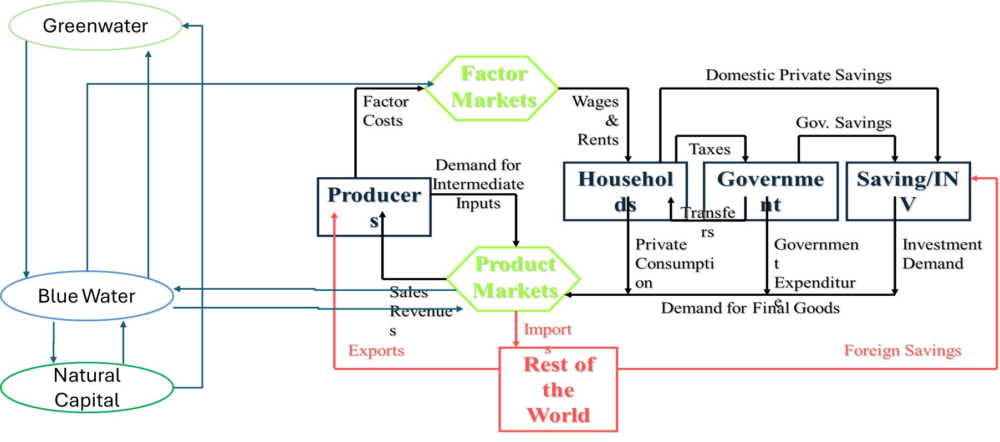 Greenwater
Factor
Markets
Domestic Private Savings
Factor
Costs
Wages
&
Rents
Gov. Savings
Taxes
Demand for
Intermediate
Inputs
Producer
s
Househol
ds
Governme
nt
Saving/IN
V
Transfe
rs
Private
Consumpti
on
Governmen
t
Expenditur
e
Investment
Demand
Product
Markets
Blue Water
Sales
Revenue
s
Demand for Final Goods
Import
s
Exports
Foreign Savings
Rest of
the
World
Natural
Capital